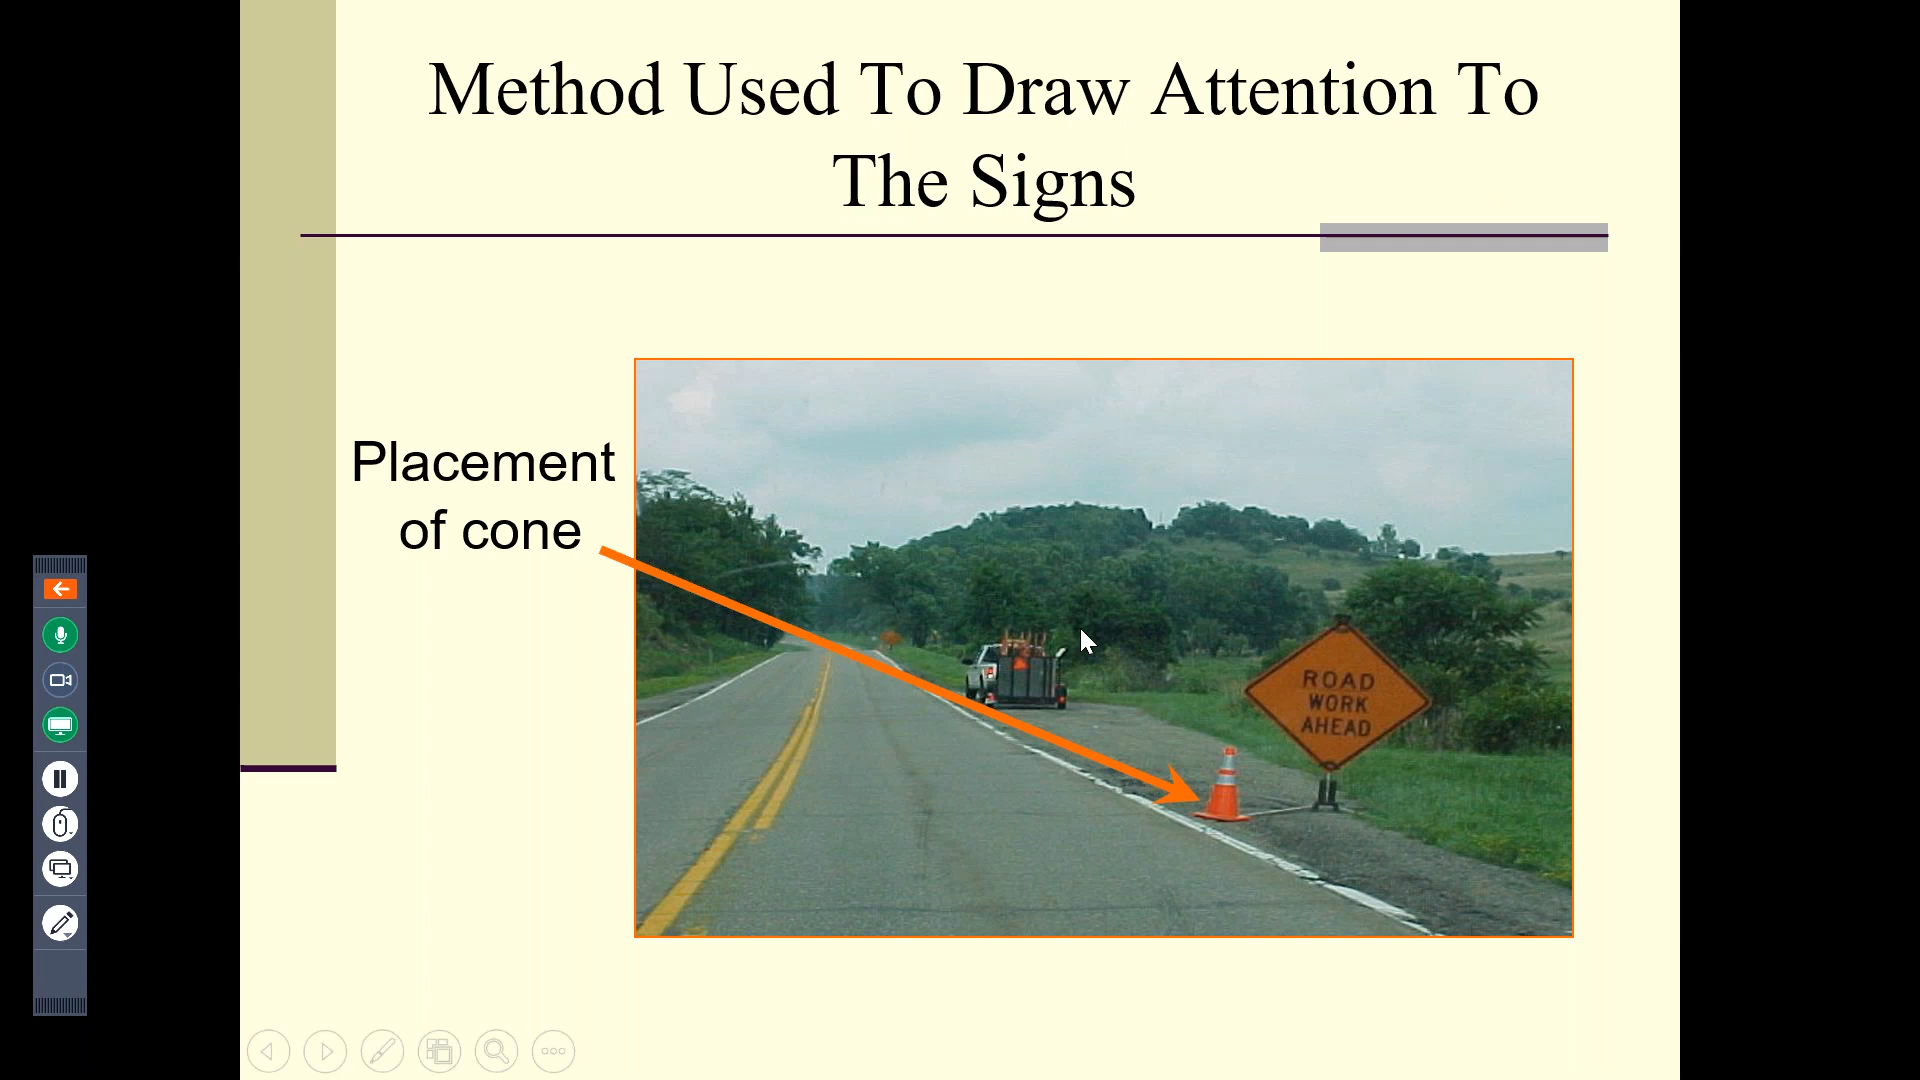 Method Used To Draw Attention To
The Signs
Placement
of cone
ROAD
WORK
AHEAD